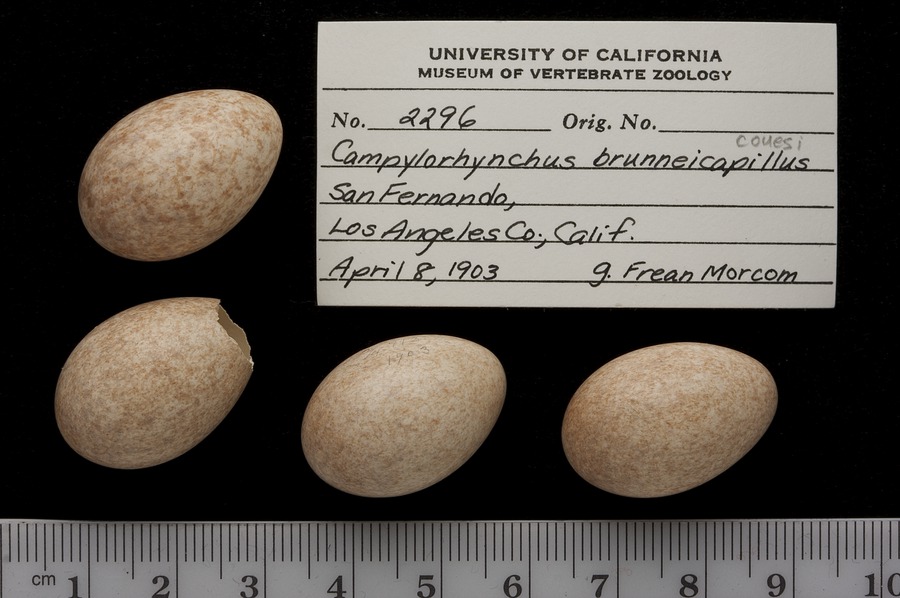 UNIVERSITY OF CALIFORNIA
MUSEUM OF VERTEBRATE ZOOLOGY
No. 2296 Orig. No.
couesi
Campylorhynchus brunneicapillus
San Fernando,
Los Angeles Co., Calif.
April 8, 1903 G. Frean Morcom
1903
cm 1 2 3 4 5 6 7 8 9 10